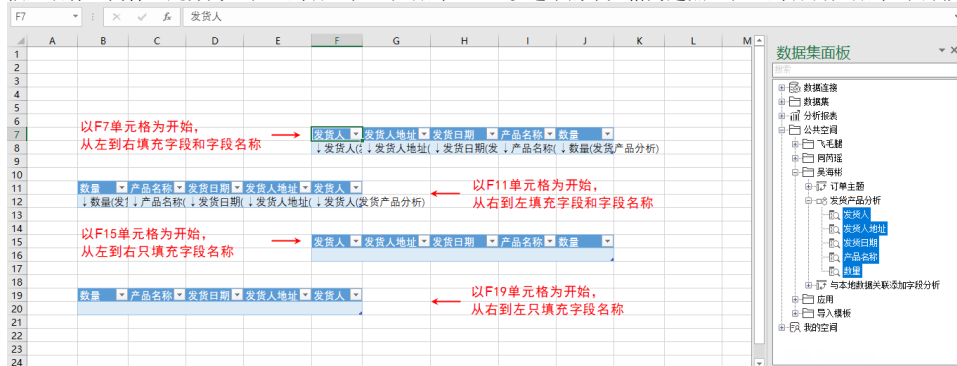 F7
fx
发货人
A B C D E F G H I J K L M
1
2
3
4
5
6
以F7单元格为开始，
从左到右填充字段和字段名称
7 发货人 发货人地址 发货日期 产品名称 数量
8 ↓发货人(发 ↓发货人地址( ↓发货日期(发 ↓产品名称( ↓数量(发货产品分析)
9
10
11 数量 产品名称 发货日期 发货人地址 发货人
12 ↓数量(发 ↓产品名称( ↓发货日期( ↓发货人地址( ↓发货人(发货产品分析)
以F11单元格为开始，
从右到左填充字段和字段名称
13
14
以F15单元格为开始，
从左到右只填充字段名称
15 发货人 发货人地址 发货日期 产品名称 数量
16
17
18
19 数量 产品名称 发货日期 发货人地址 发货人
以F19单元格为开始，
从右到左只填充字段名称
20
21
22
23
24
数据集面板
搜索
数据连接
数据集
分析报表
公共空间
飞毛腿
吴海彬
订单主题
发货产品分析
发货人
发货人地址
发货日期
产品名称
数量
与本地数据关联添加字段分析
应用
导入模板
我的空间